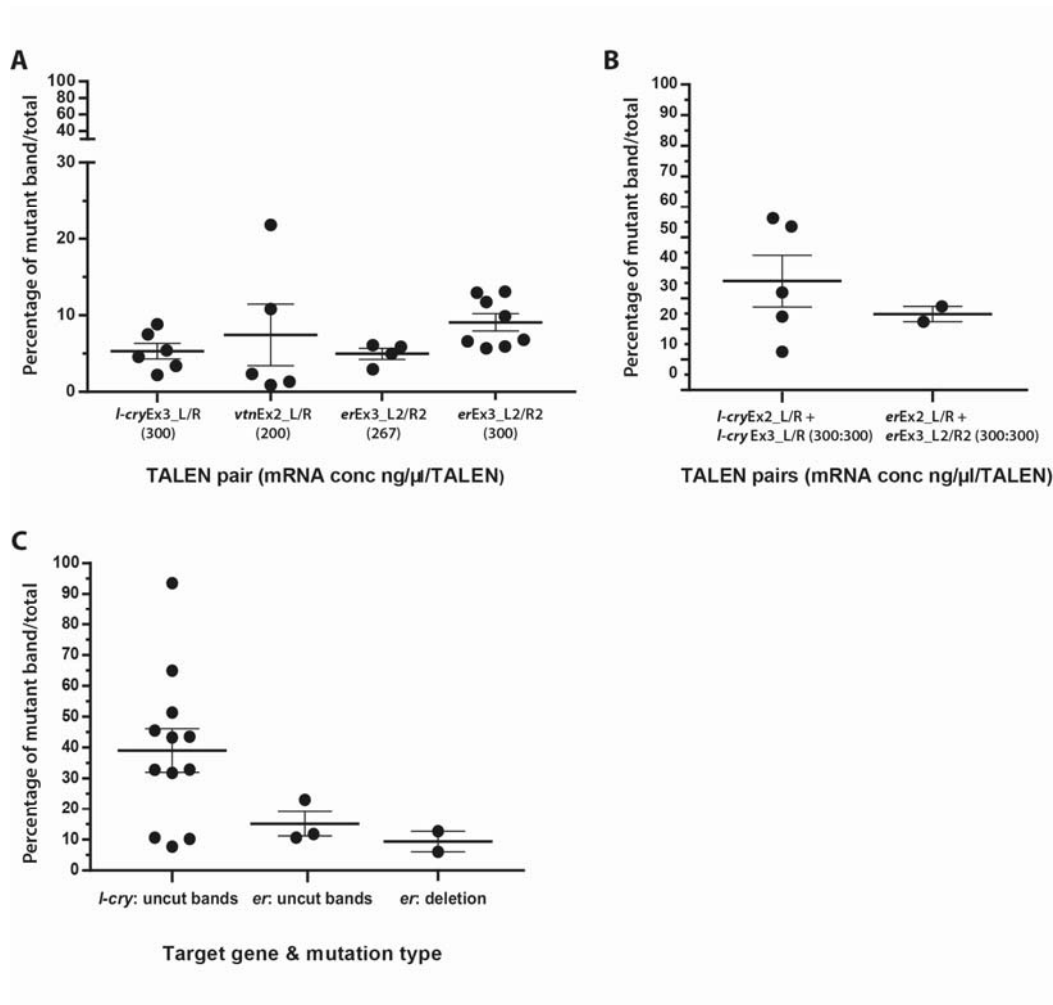 A
Percentage of mutant band/total
100
80
60
40
30
20
10
0
l-cryEx3_L/R
(300)
vtnEx2_L/R
(200)
erEx3_L2/R2
(267)
erEx3_L2/R2
(300)
TALEN pair (mRNA conc ng/µl/TALEN)
B
Percentage of mutant band/total
100
90
80
70
60
50
40
30
20
10
0
l-cryEx2_L/R +
l-cry Ex3_L/R (300:300)
erEx2_L/R +
erEx3_L2/R2 (300:300)
TALEN pairs (mRNA conc ng/µl/TALEN)
C
Percentage of mutant band/total
100
90
80
70
60
50
40
30
20
10
0
l-cry: uncut bands
er: uncut bands
er: deletion
Target gene & mutation type